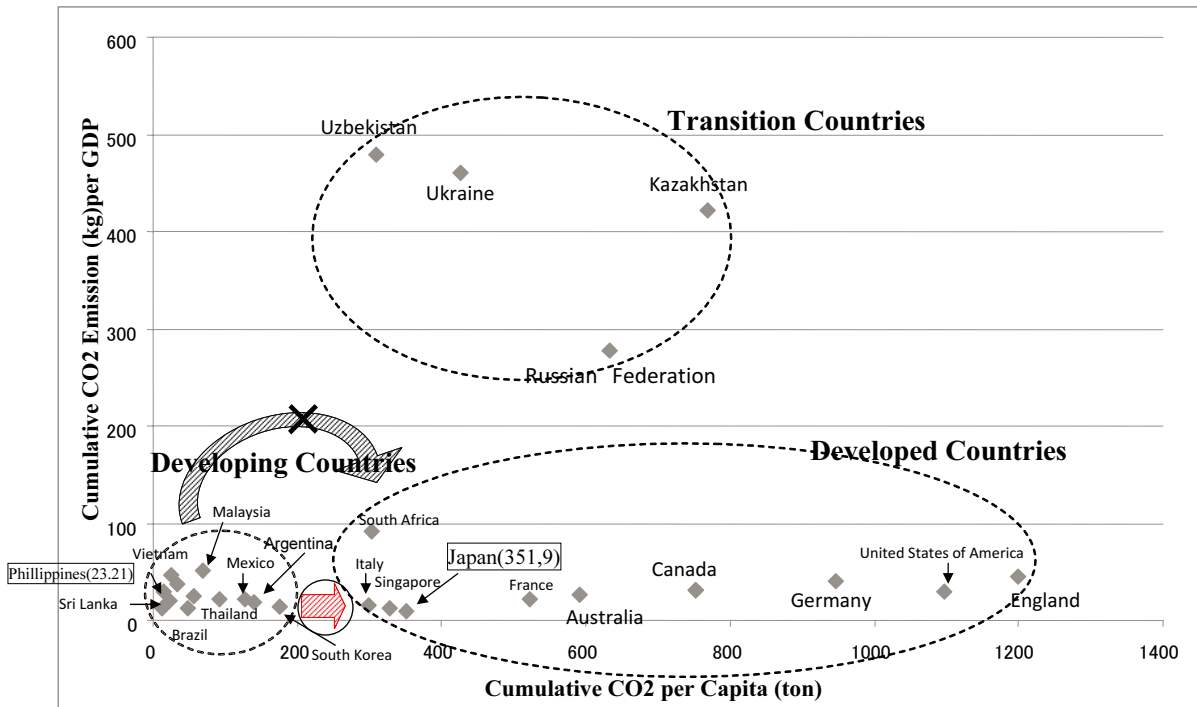 600
500
400
300
200
100
0
Cumulative CO2 Emission (kg)per GDP
Transition Countries
Uzbekistan
Ukraine
Kazakhstan
Russian Federation
Developing Countries
Developed Countries
Malaysia
South Africa
Vietnam
Argentina
Mexico
Italy
Japan(351,9)
United States of America
Phillippines(23.21)
Singapore
France
Canada
Sri Lanka
Thailand
Australia
Germany
England
Brazil
South Korea
0
200
400
600
800
1000
1200
1400
Cumulative CO2 per Capita (ton)